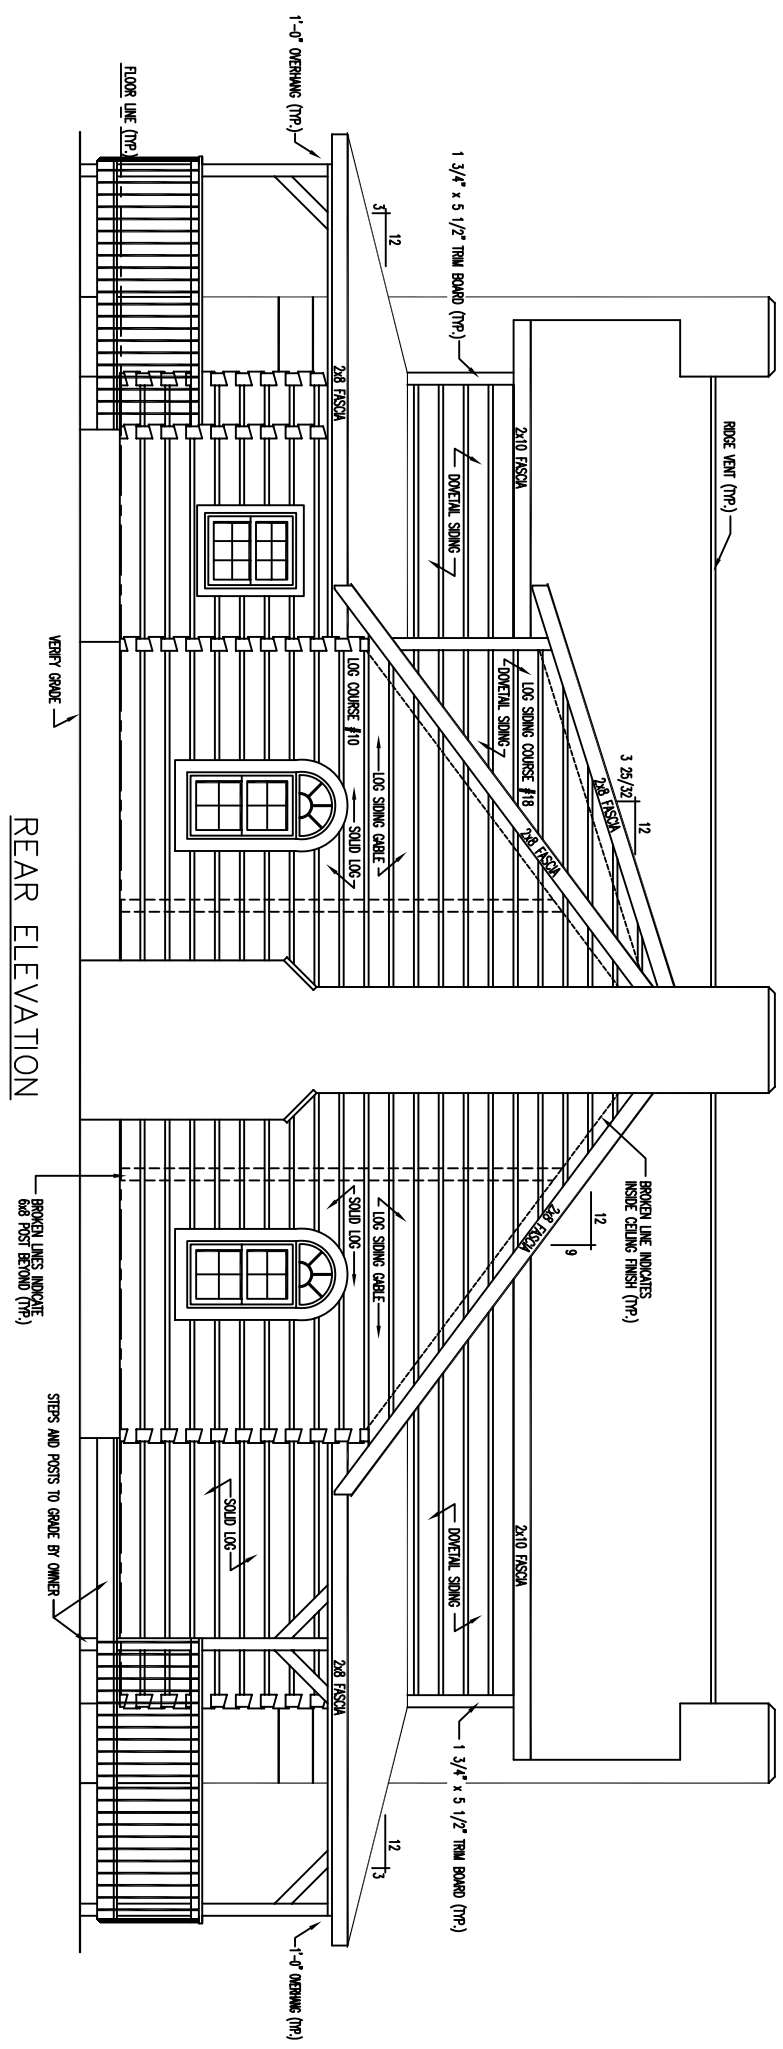 RIDGE VENT (TYP.)
1 3/4" x 5 1/2" TRIM BOARD (TYP.)
2x10 FASCIA
DOVETAIL SIDING
12
3
1'-0" OVERHANG (TYP.)
2x8 FASCIA
FLOOR LINE (TYP.)
VERIFY GRADE
3 25/32
12
2x8 FASCIA
LOG SIDING COURSE #18
DOVETAIL SIDING
2x8 FASCIA
LOG COURSE #10
LOG SIDING GABLE
SOLID LOG
BROKEN LINE INDICATES
INSIDE CEILING FINISH (TYP.)
12
9
2x8 FASCIA
LOG SIDING GABLE
SOLID LOG
BROKEN LINES INDICATE
6x8 POST BEYOND (TYP.)
2x10 FASCIA
DOVETAIL SIDING
SOLID LOG
1 3/4" x 5 1/2" TRIM BOARD (TYP.)
12
3
2x8 FASCIA
1'-0" OVERHANG (TYP.)
STEPS AND POSTS TO GRADE BY OWNER
REAR ELEVATION